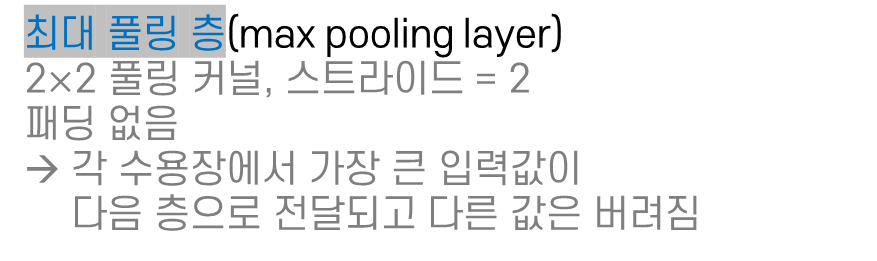 최대 풀링 층(max pooling layer)
2×2 풀링 커널, 스트라이드 = 2
패딩 없음
→ 각 수용장에서 가장 큰 입력값이
다음 층으로 전달되고 다른 값은 버려짐